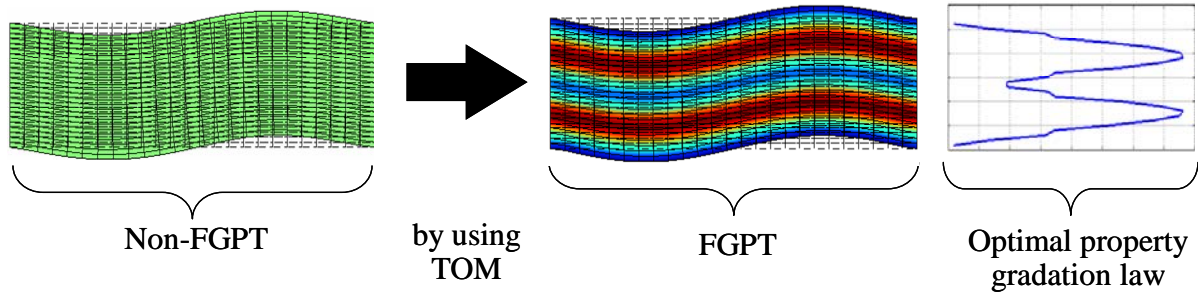 Non-FGPT
by using
TOM
FGPT
Optimal property
gradation law